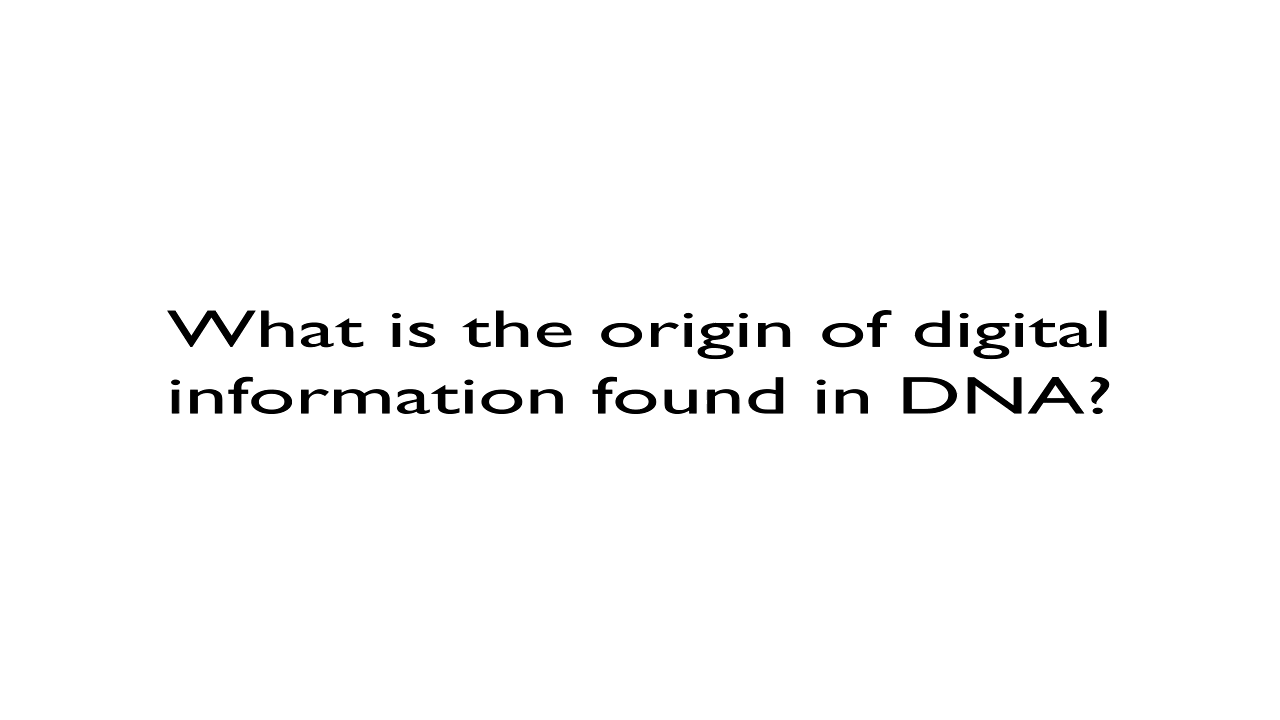 What is the origin of digital
information found in DNA?